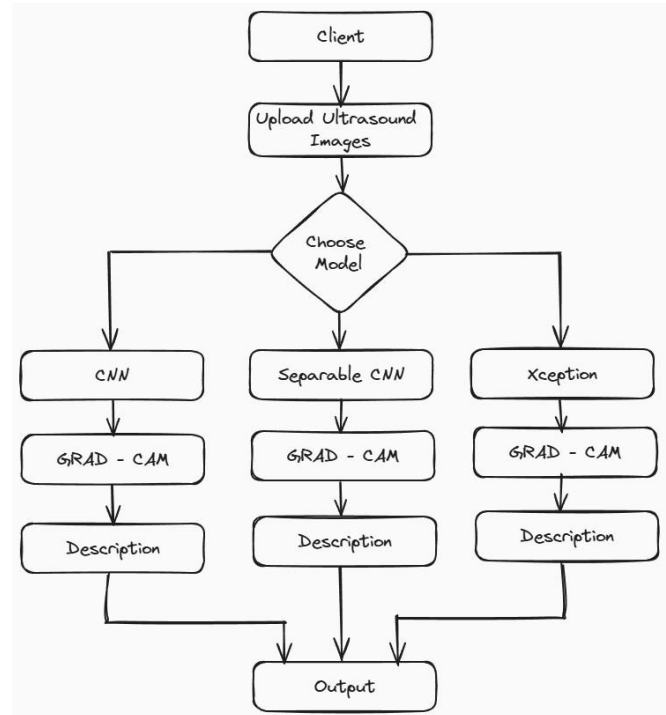 Client
Upload Ultrasound
Images
Choose
Model
CNN
Separable CNN
Xception
GRAD - CAM
GRAD - CAM
GRAD - CAM
Description
Description
Description
Output